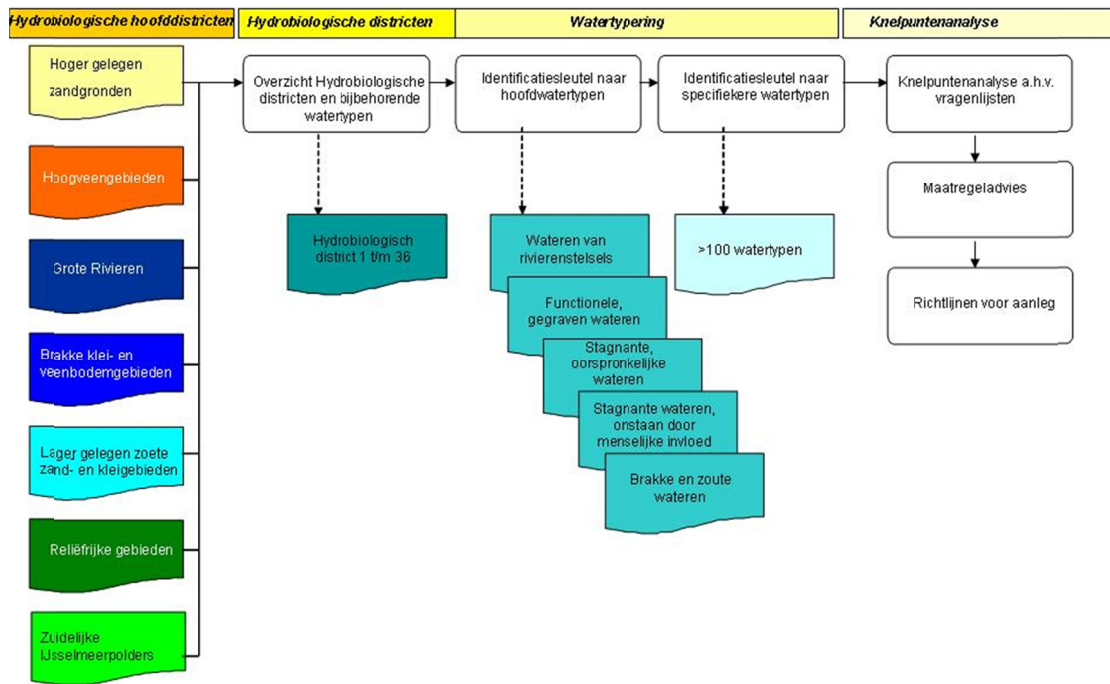 Hydrobiologische hoofddistricten
Hydrobiologische districten
Watertypering
Knelpuntenanalyse
Hoger gelegen
zandgronden
Hoogveengebieden
Grote Rivieren
Brakke klei- en
veenbodemgebieden
Lager gelegen zoete
zand- en kleigebieden
Reliëfrijke gebieden
Zuidelijke
IJsselmeerpolders
Overzicht Hydrobiologische
districten en bijbehorende
watertypen
Hydrobiologisch
district 1 t/m 36
Identificatiesleutel naar
hoofdwatertypen
Wateren van
rivierenstelsels
Functionele,
gegraven wateren
Stagnante,
oorspronkelijke
wateren
Stagnante wateren,
onstaan door
menselijke invloed
Brakke en zoute
wateren
Identificatiesleutel naar
specifiekere watertypen
>100 watertypen
Knelpuntenanalyse a.h.v.
vragenlijsten
Maatregeladvies
Richtlijnen voor aanleg